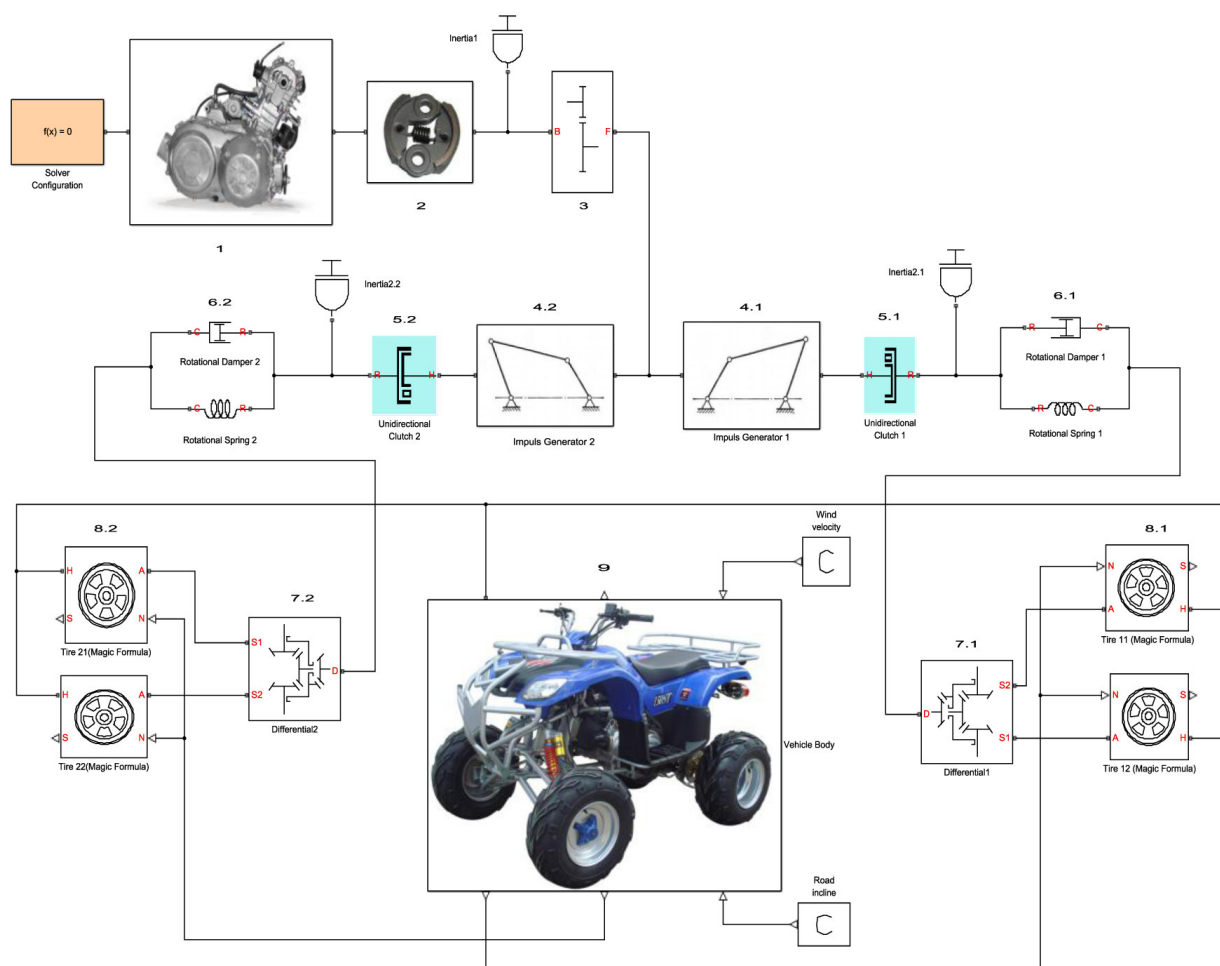 Inertia1
f(x) = 0
B
F
Solver
Configuration
1
2
3
Inertia2.2
Inertia2.1
6.2
5.2
4.2
4.1
5.1
6.1
C
R
R
C
Rotational Damper 2
Rotational Damper 1
R
H
H
R
C
R
R
C
Rotational Spring 2
Unidirectional
Clutch 2
Impuls Generator 2
Impuls Generator 1
Unidirectional
Clutch 1
Rotational Spring 1
Wind
velocity
8.2
8.1
C
9
H
A
S
N
Tire 21(Magic Formula)
7.2
S1
S2
D
Differential2
H
A
S
N
Tire 22(Magic Formula)
Vehicle Body
N
S
A
H
Tire 11 (Magic Formula)
7.1
S2
D
S1
Differential1
N
S
A
H
Tire 12 (Magic Formula)
Road
incline
C